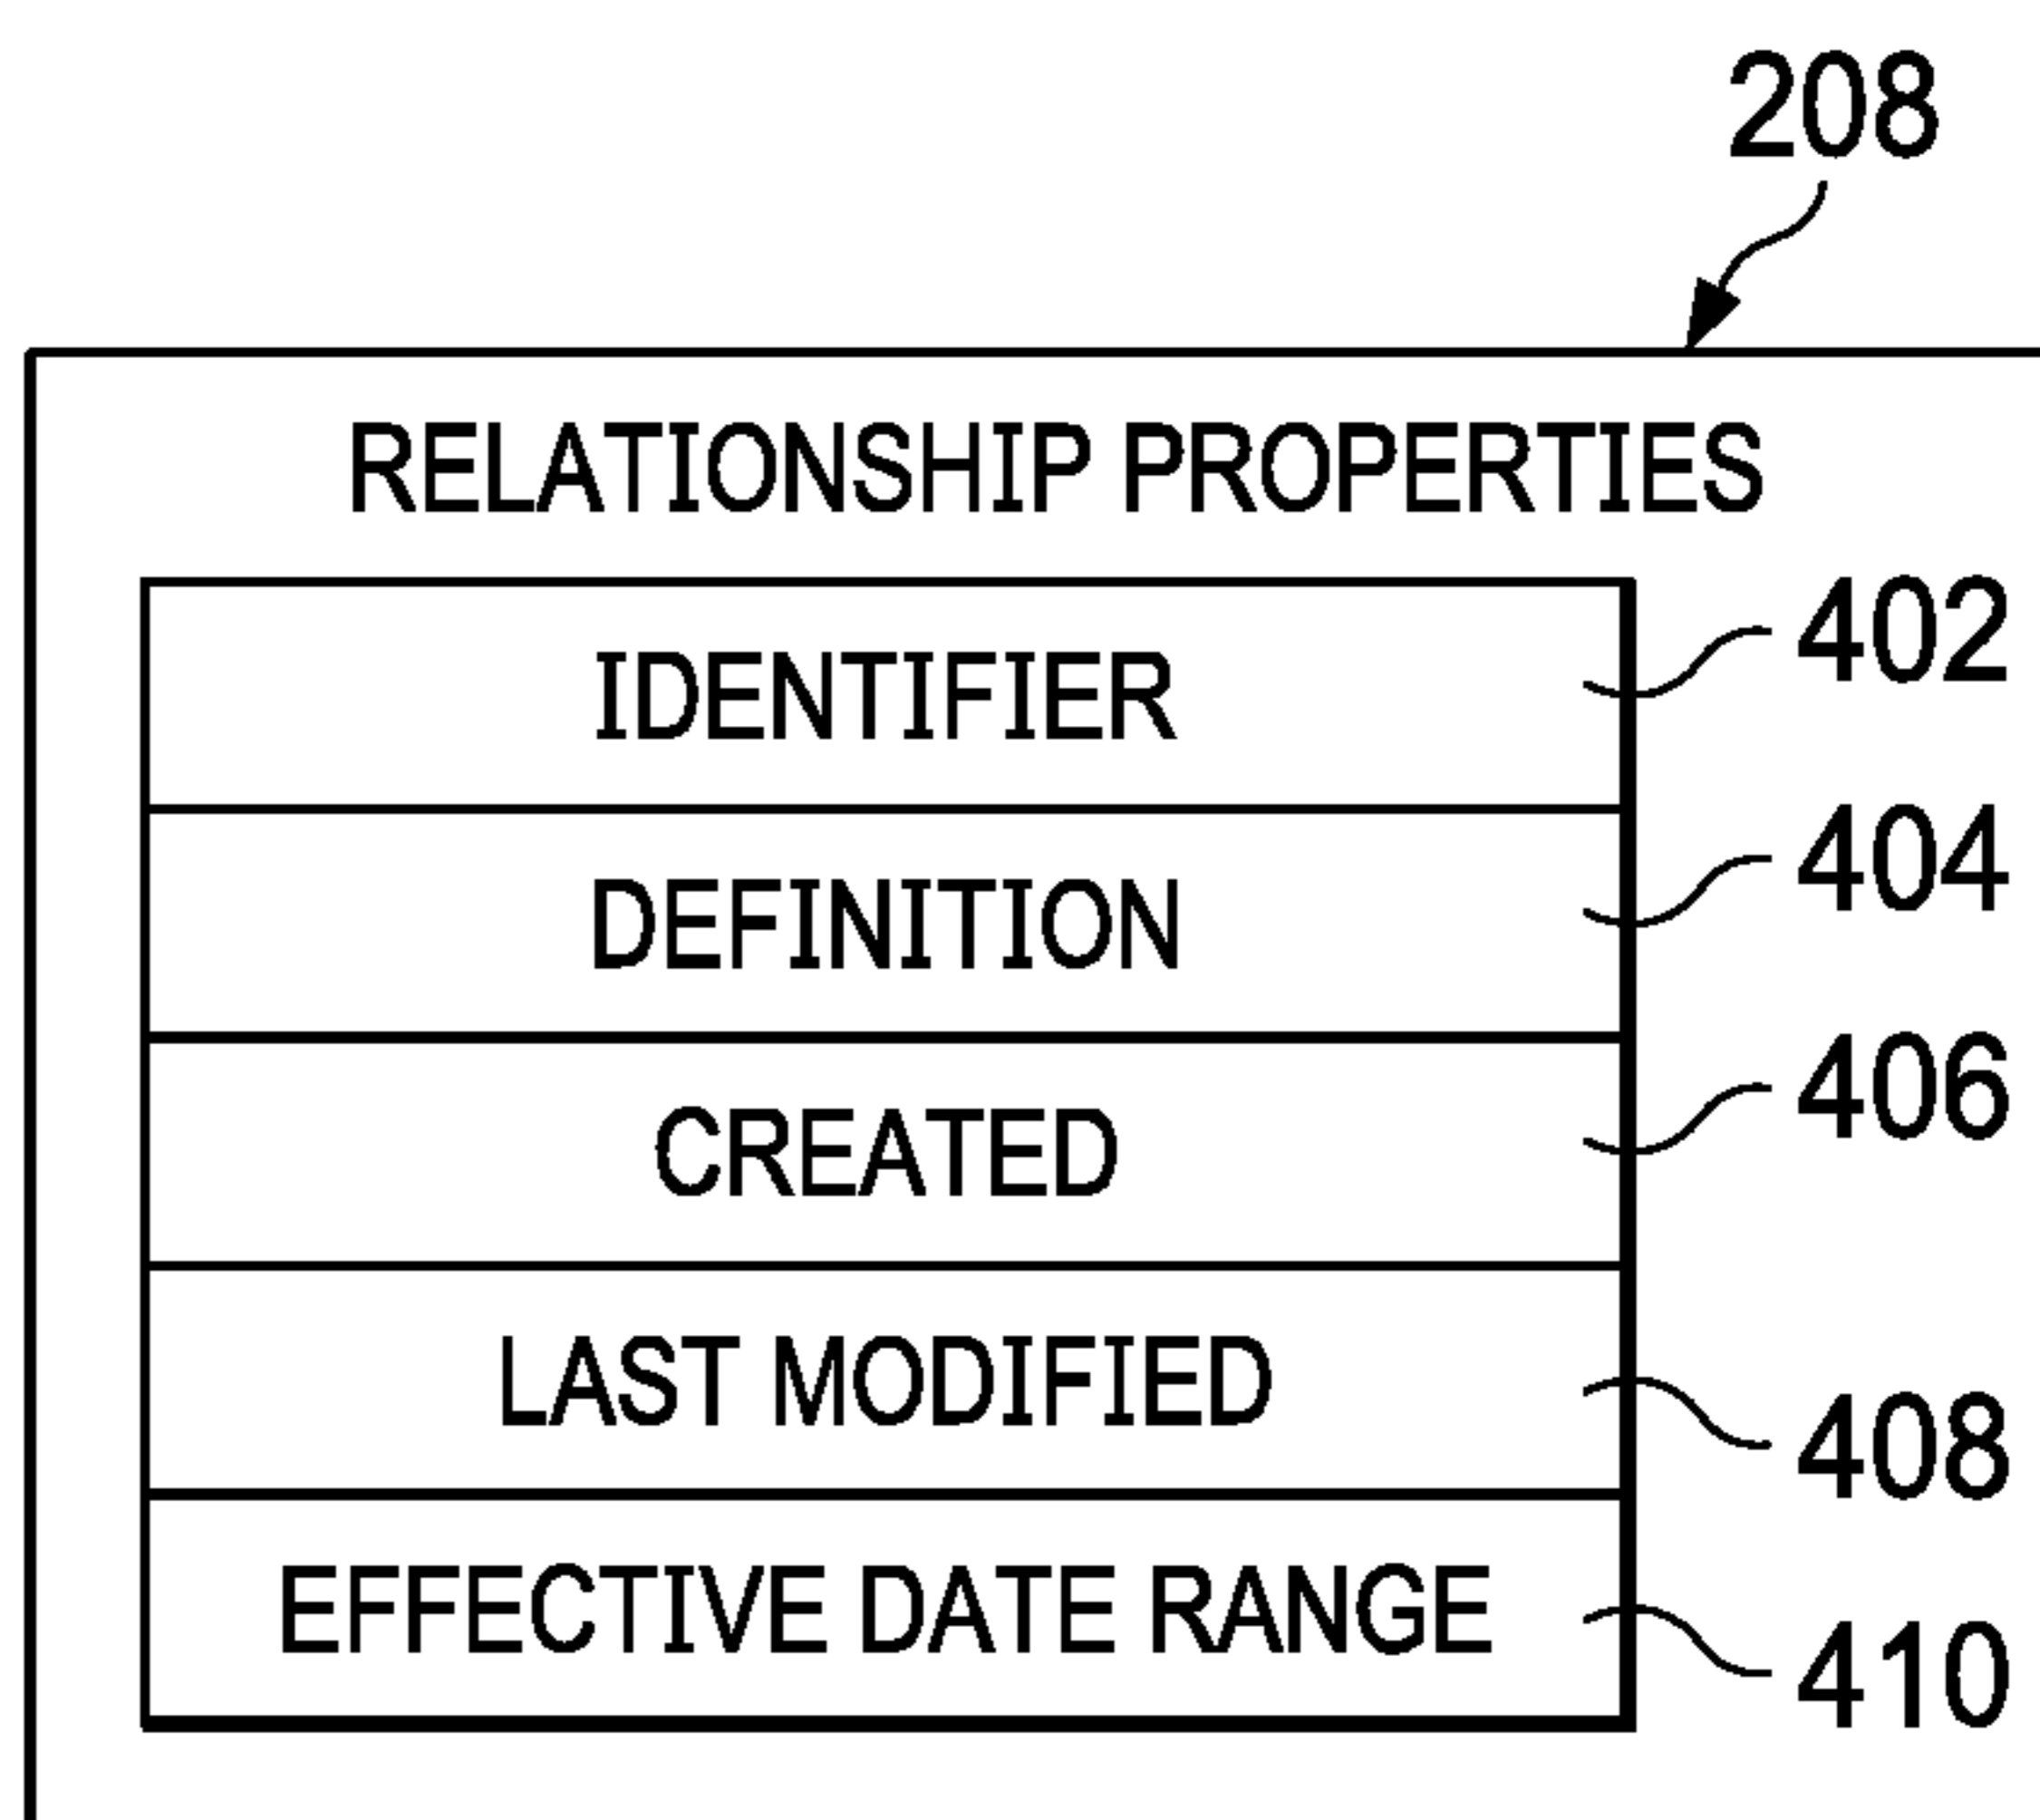 208
RELATIONSHIP PROPERTIES
IDENTIFIER 402
DEFINITION 404
CREATED 406
LAST MODIFIED 408
EFFECTIVE DATE RANGE 410